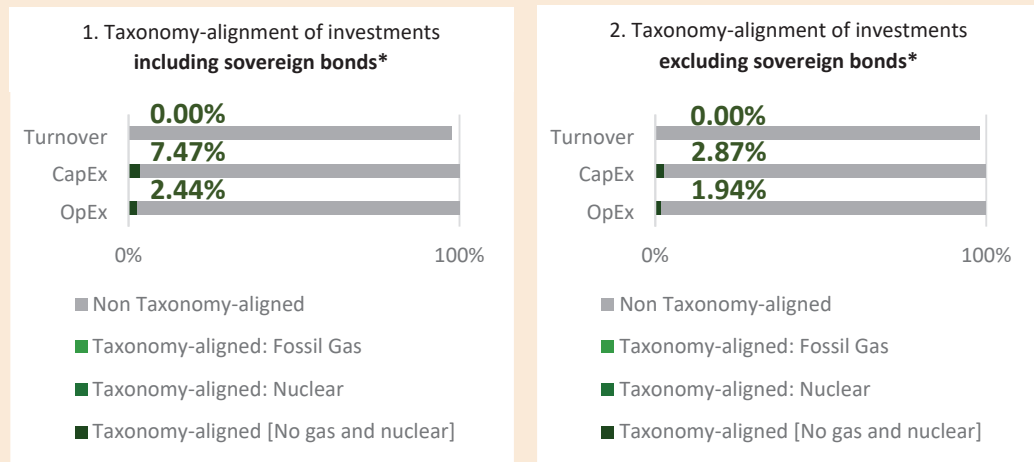 1. Taxonomy-alignment of investments
including sovereign bonds*
0.00%
Turnover
7.47%
CapEx
2.44%
OpEx
0%
100%
Non Taxonomy-aligned
Taxonomy-aligned: Fossil Gas
Taxonomy-aligned: Nuclear
Taxonomy-aligned [No gas and nuclear]
2. Taxonomy-alignment of investments
excluding sovereign bonds*
0.00%
Turnover
2.87%
CapEx
1.94%
OpEx
0%
100%
Non Taxonomy-aligned
Taxonomy-aligned: Fossil Gas
Taxonomy-aligned: Nuclear
Taxonomy-aligned [No gas and nuclear]